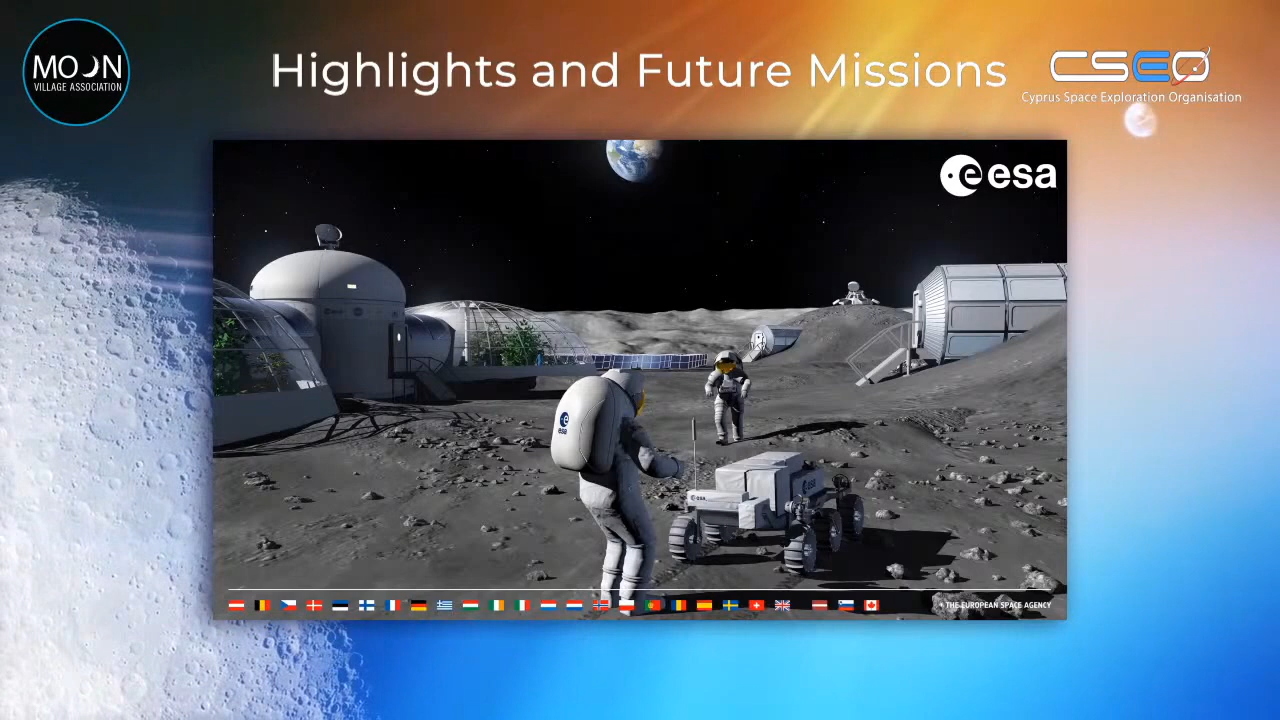 MOON
VILLAGE ASSOCIATION
Highlights and Future Missions
CSEO
Cyprus Space Exploration Organisation
esa
esa
esa
esa
THE EUROPEAN SPACE AGENCY